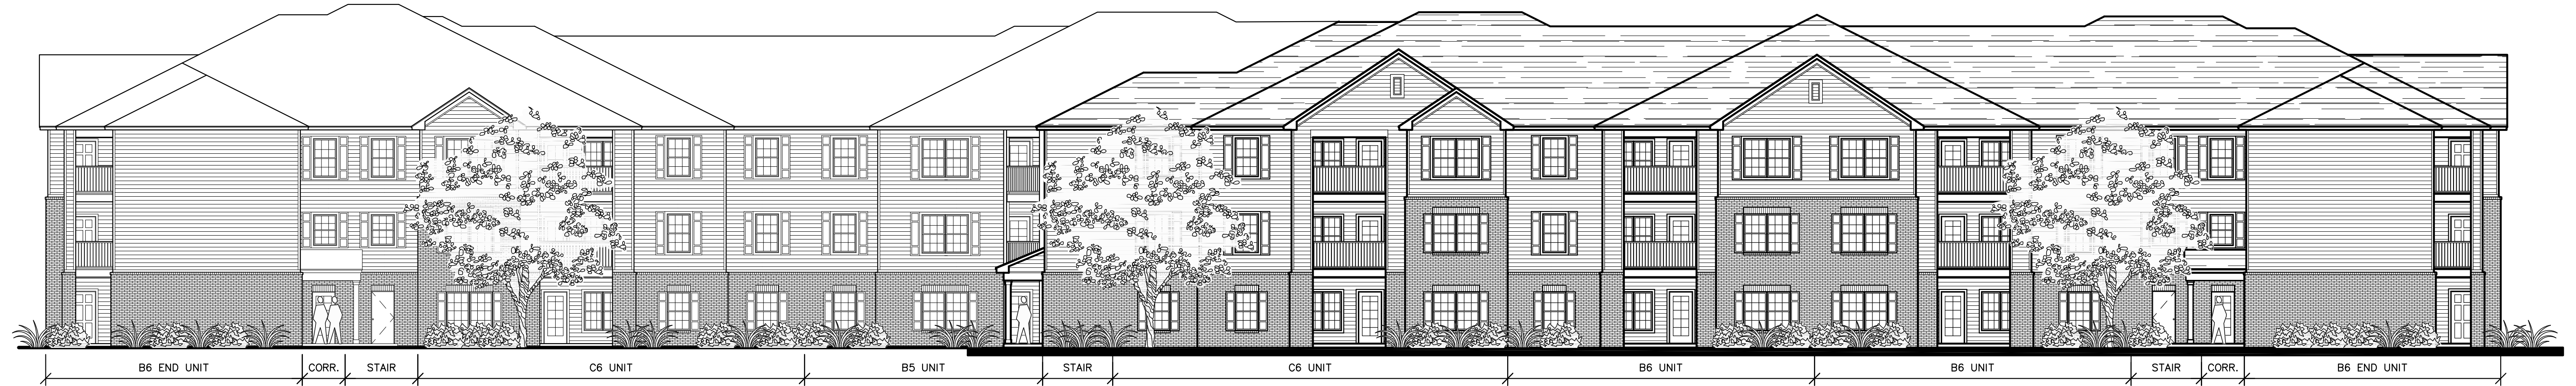 B6 END UNIT
CORR.
STAIR
C6 UNIT
B5 UNIT
STAIR
C6 UNIT
B6 UNIT
B6 UNIT
STAIR
CORR.
B6 END UNIT